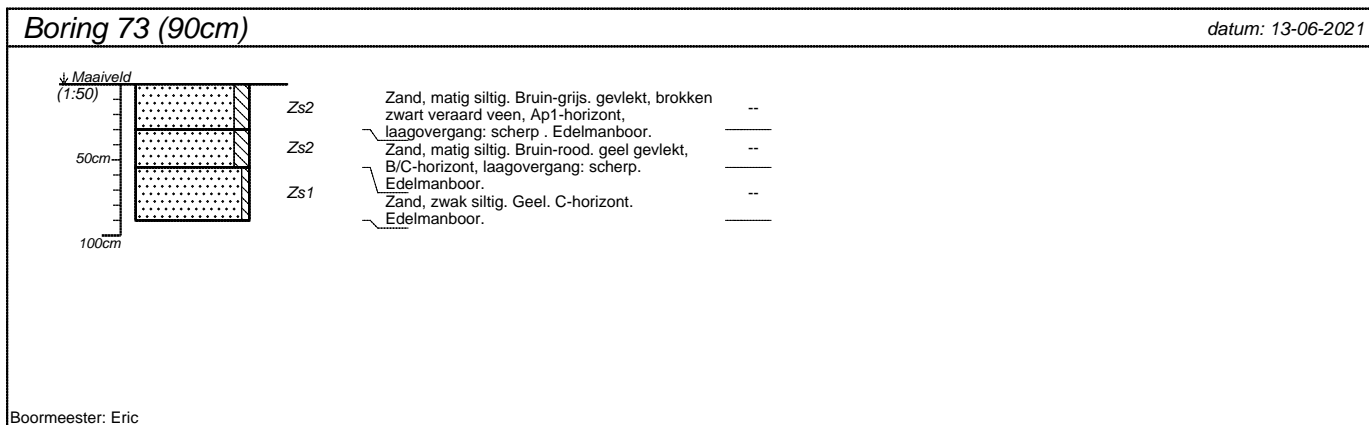 Boring 73 (90cm)
datum: 13-06-2021
Maaiveld
(1:50)
50cm
100cm
Zs2
Zand, matig siltig. Bruin-grijs. gevlekt, brokken
zwart veraard veen, Ap1-horizont,
laagovergang: scherp . Edelmanboor.
--
Zs2
Zand, matig siltig. Bruin-rood. geel gevlekt,
B/C-horizont, laagovergang: scherp.
Edelmanboor.
--
Zs1
Zand, zwak siltig. Geel. C-horizont.
Edelmanboor.
--
Boormeester: Eric